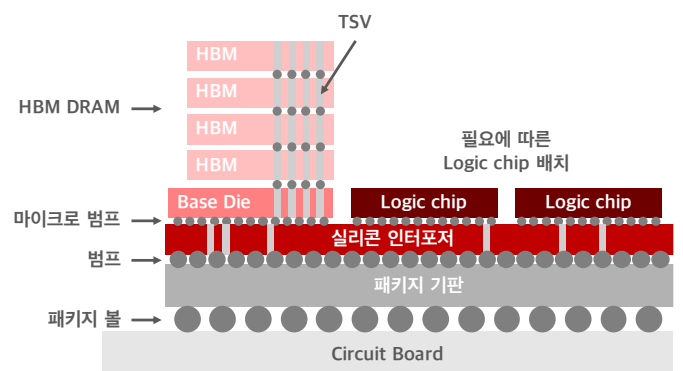 TSV
HBM
HBM
HBM DRAM
HBM
HBM
필요에 따른
Logic chip 배치
Base Die
Logic chip
Logic chip
마이크로 범프
실리콘 인터포저
범프
패키지 기판
패키지 볼
Circuit Board